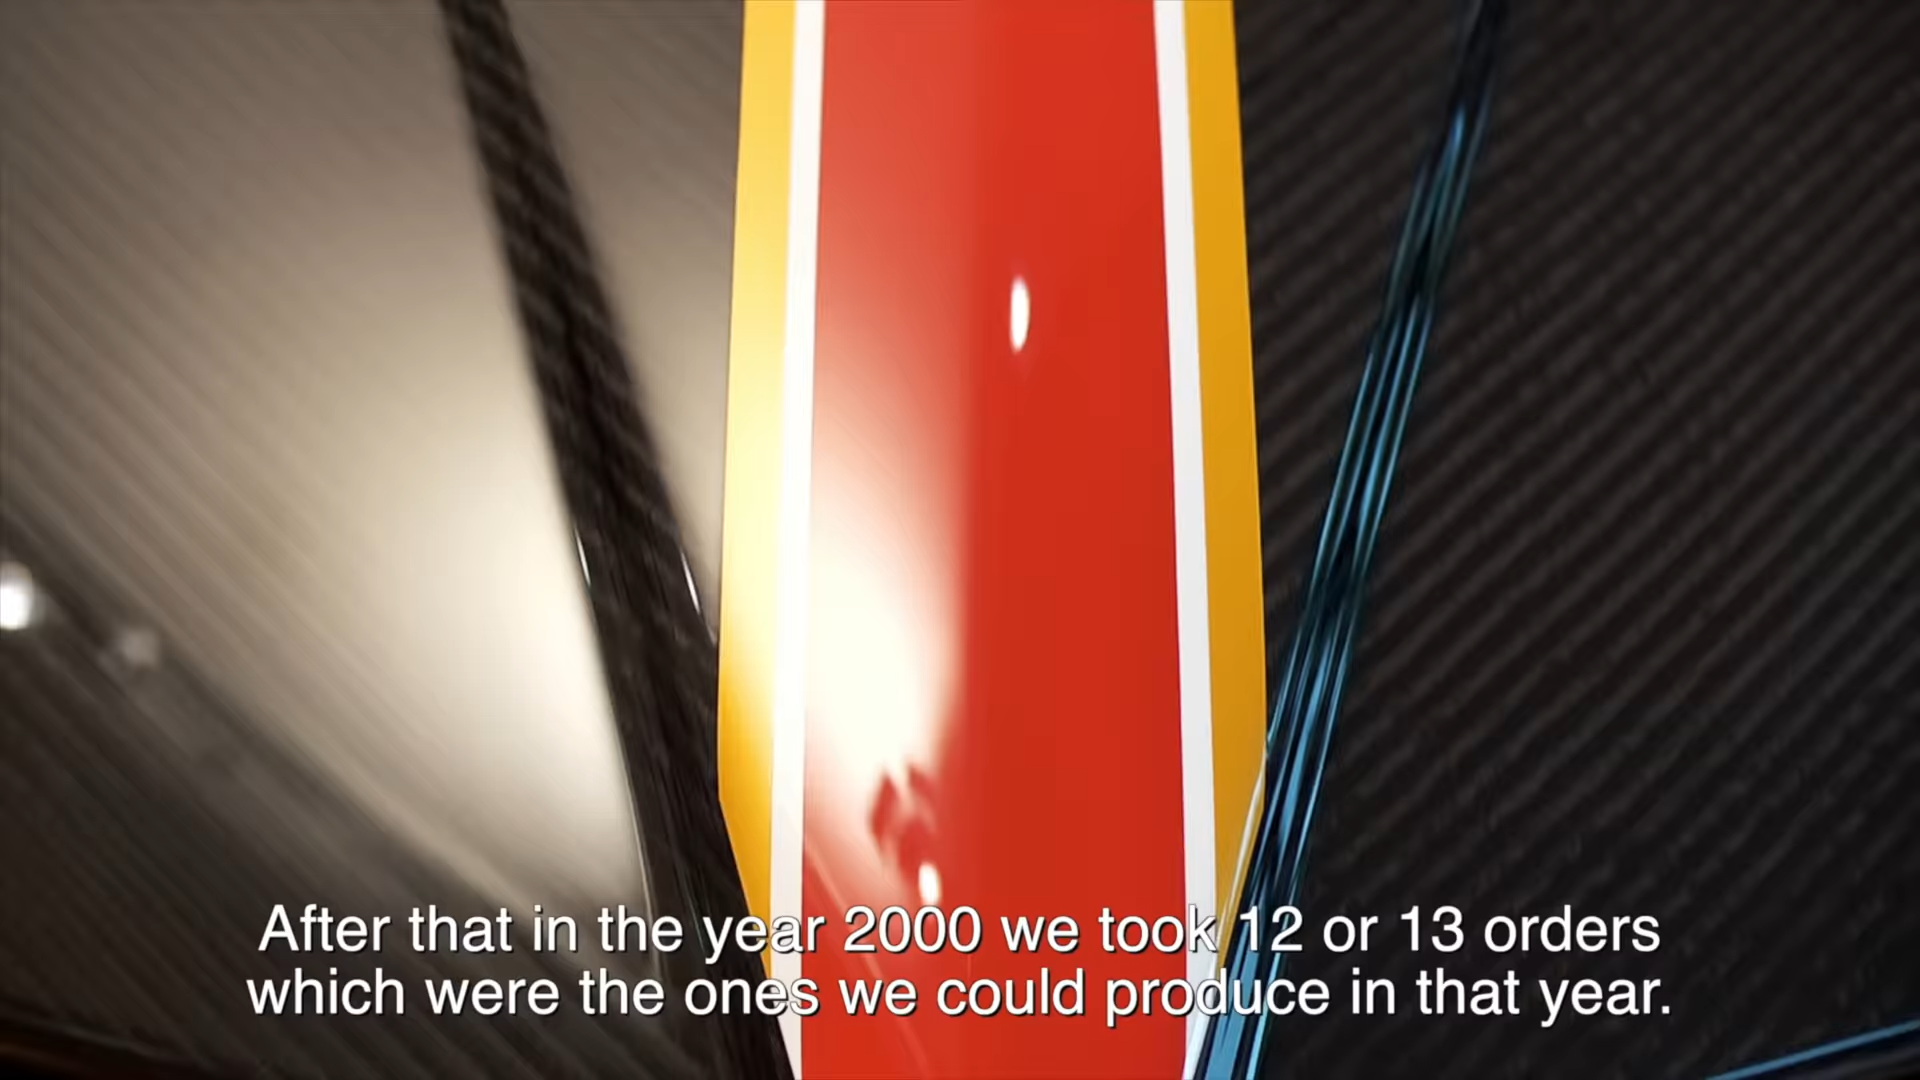 After that in the year 2000 we took 12 or 13 orders
which were the ones we could produce in that year.